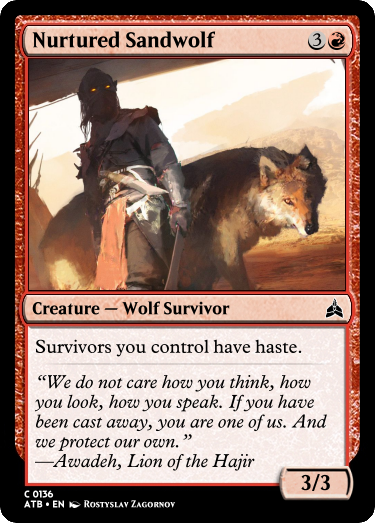 Nurtured Sandwolf 3
Creature — Wolf Survivor
Survivors you control have haste.
“We do not care how you think, how
you look, how you speak. If you have
been cast away, you are one of us. And
we protect our own.”
—Awadeh, Lion of the Hajir
3/3
C 0136
ATB • EN Rostyslav Zagornov